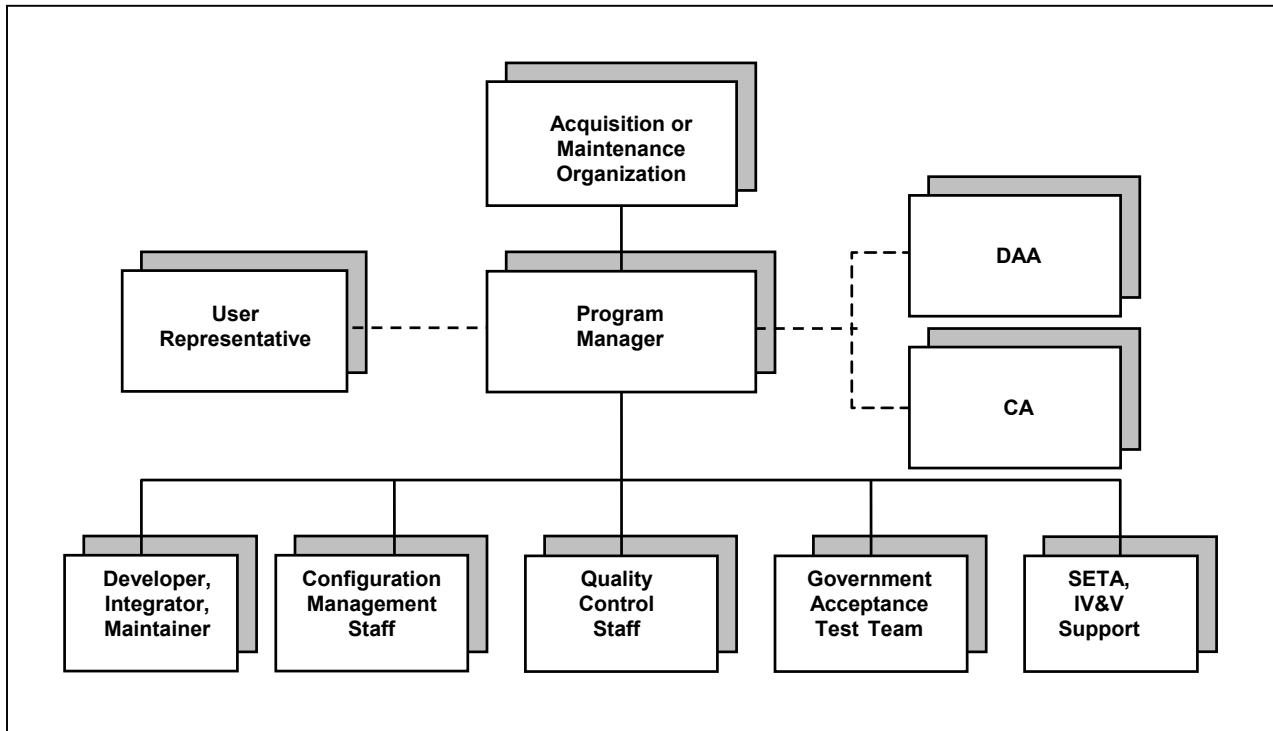 Acquisition or
Maintenance
Organization
DAA
User
Representative
Program
Manager
CA
Developer,
Integrator,
Maintainer
Configuration
Management
Staff
Quality
Control
Staff
Government
Acceptance
Test Team
SETA,
IV&V
Support